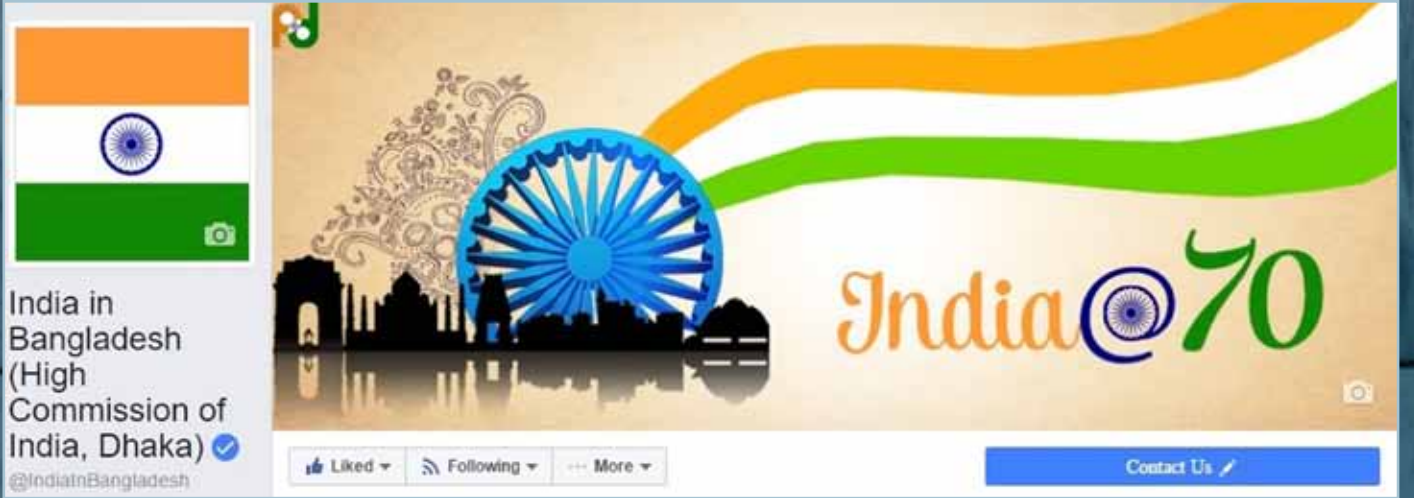 India@70
India in
Bangladesh
(High
Commission of
India, Dhaka)
@IndiaInBangladesh
Liked
Following
More
Contact Us